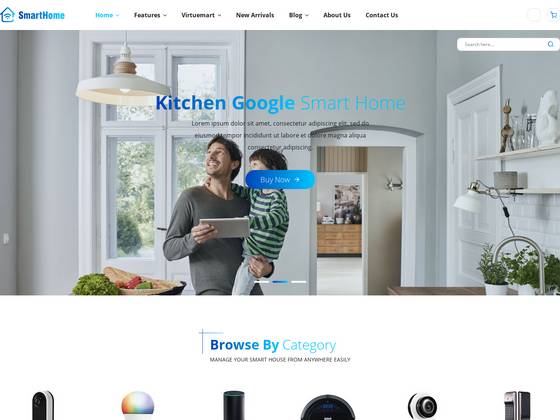 SmartHome
Home Features Virtuemart New Arrivals Blog About Us Contact Us
Search here...
Kitchen Google Smart Home
Lorem ipsum dolor sit amet, consectetur adipiscing elit, sed do
eiusmod tempor incididunt ut labore et dolore magna aliqua
consectetur adipiscing.
Buy Now
Browse By Category
MANAGE YOUR SMART HOUSE FROM ANYWHERE EASILY